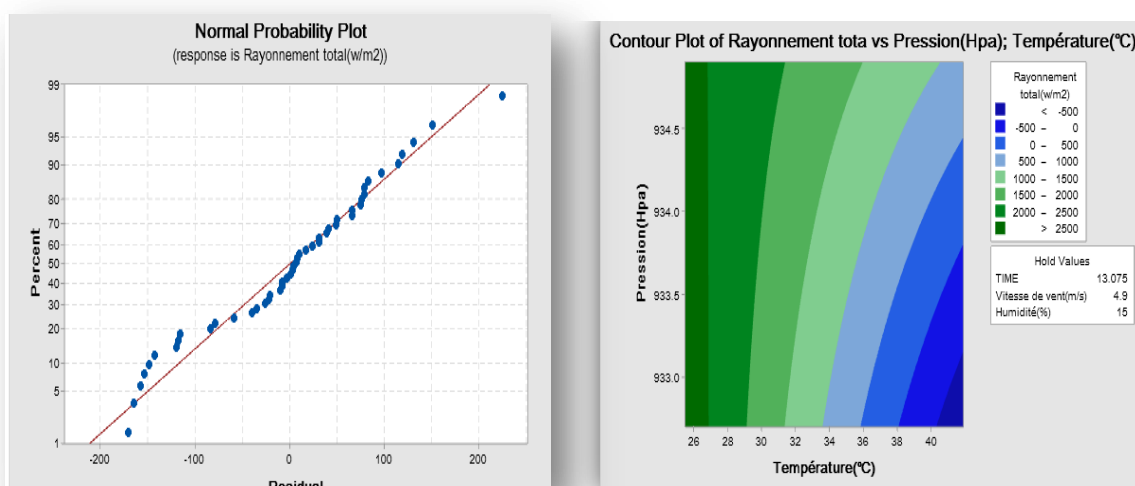 Normal Probability Plot
(response is Rayonnement total(w/m2))
99
95
90
80
70
60
50
40
30
20
10
5
1
Percent
-200
-100
0
100
200
Residual
Contour Plot of Rayonnement tota vs Pression(Hpa); Température(°C)
934.5
934.0
933.5
933.0
Pression(Hpa)
26
28
30
32
34
36
38
40
Température(°C)
Rayonnement
total(w/m2)
< -500
-500 – 0
0 – 500
500 – 1000
1000 – 1500
1500 – 2000
2000 – 2500
> 2500
Hold Values
TIME 13.075
Vitesse de vent(m/s) 4.9
Humidité(%) 15